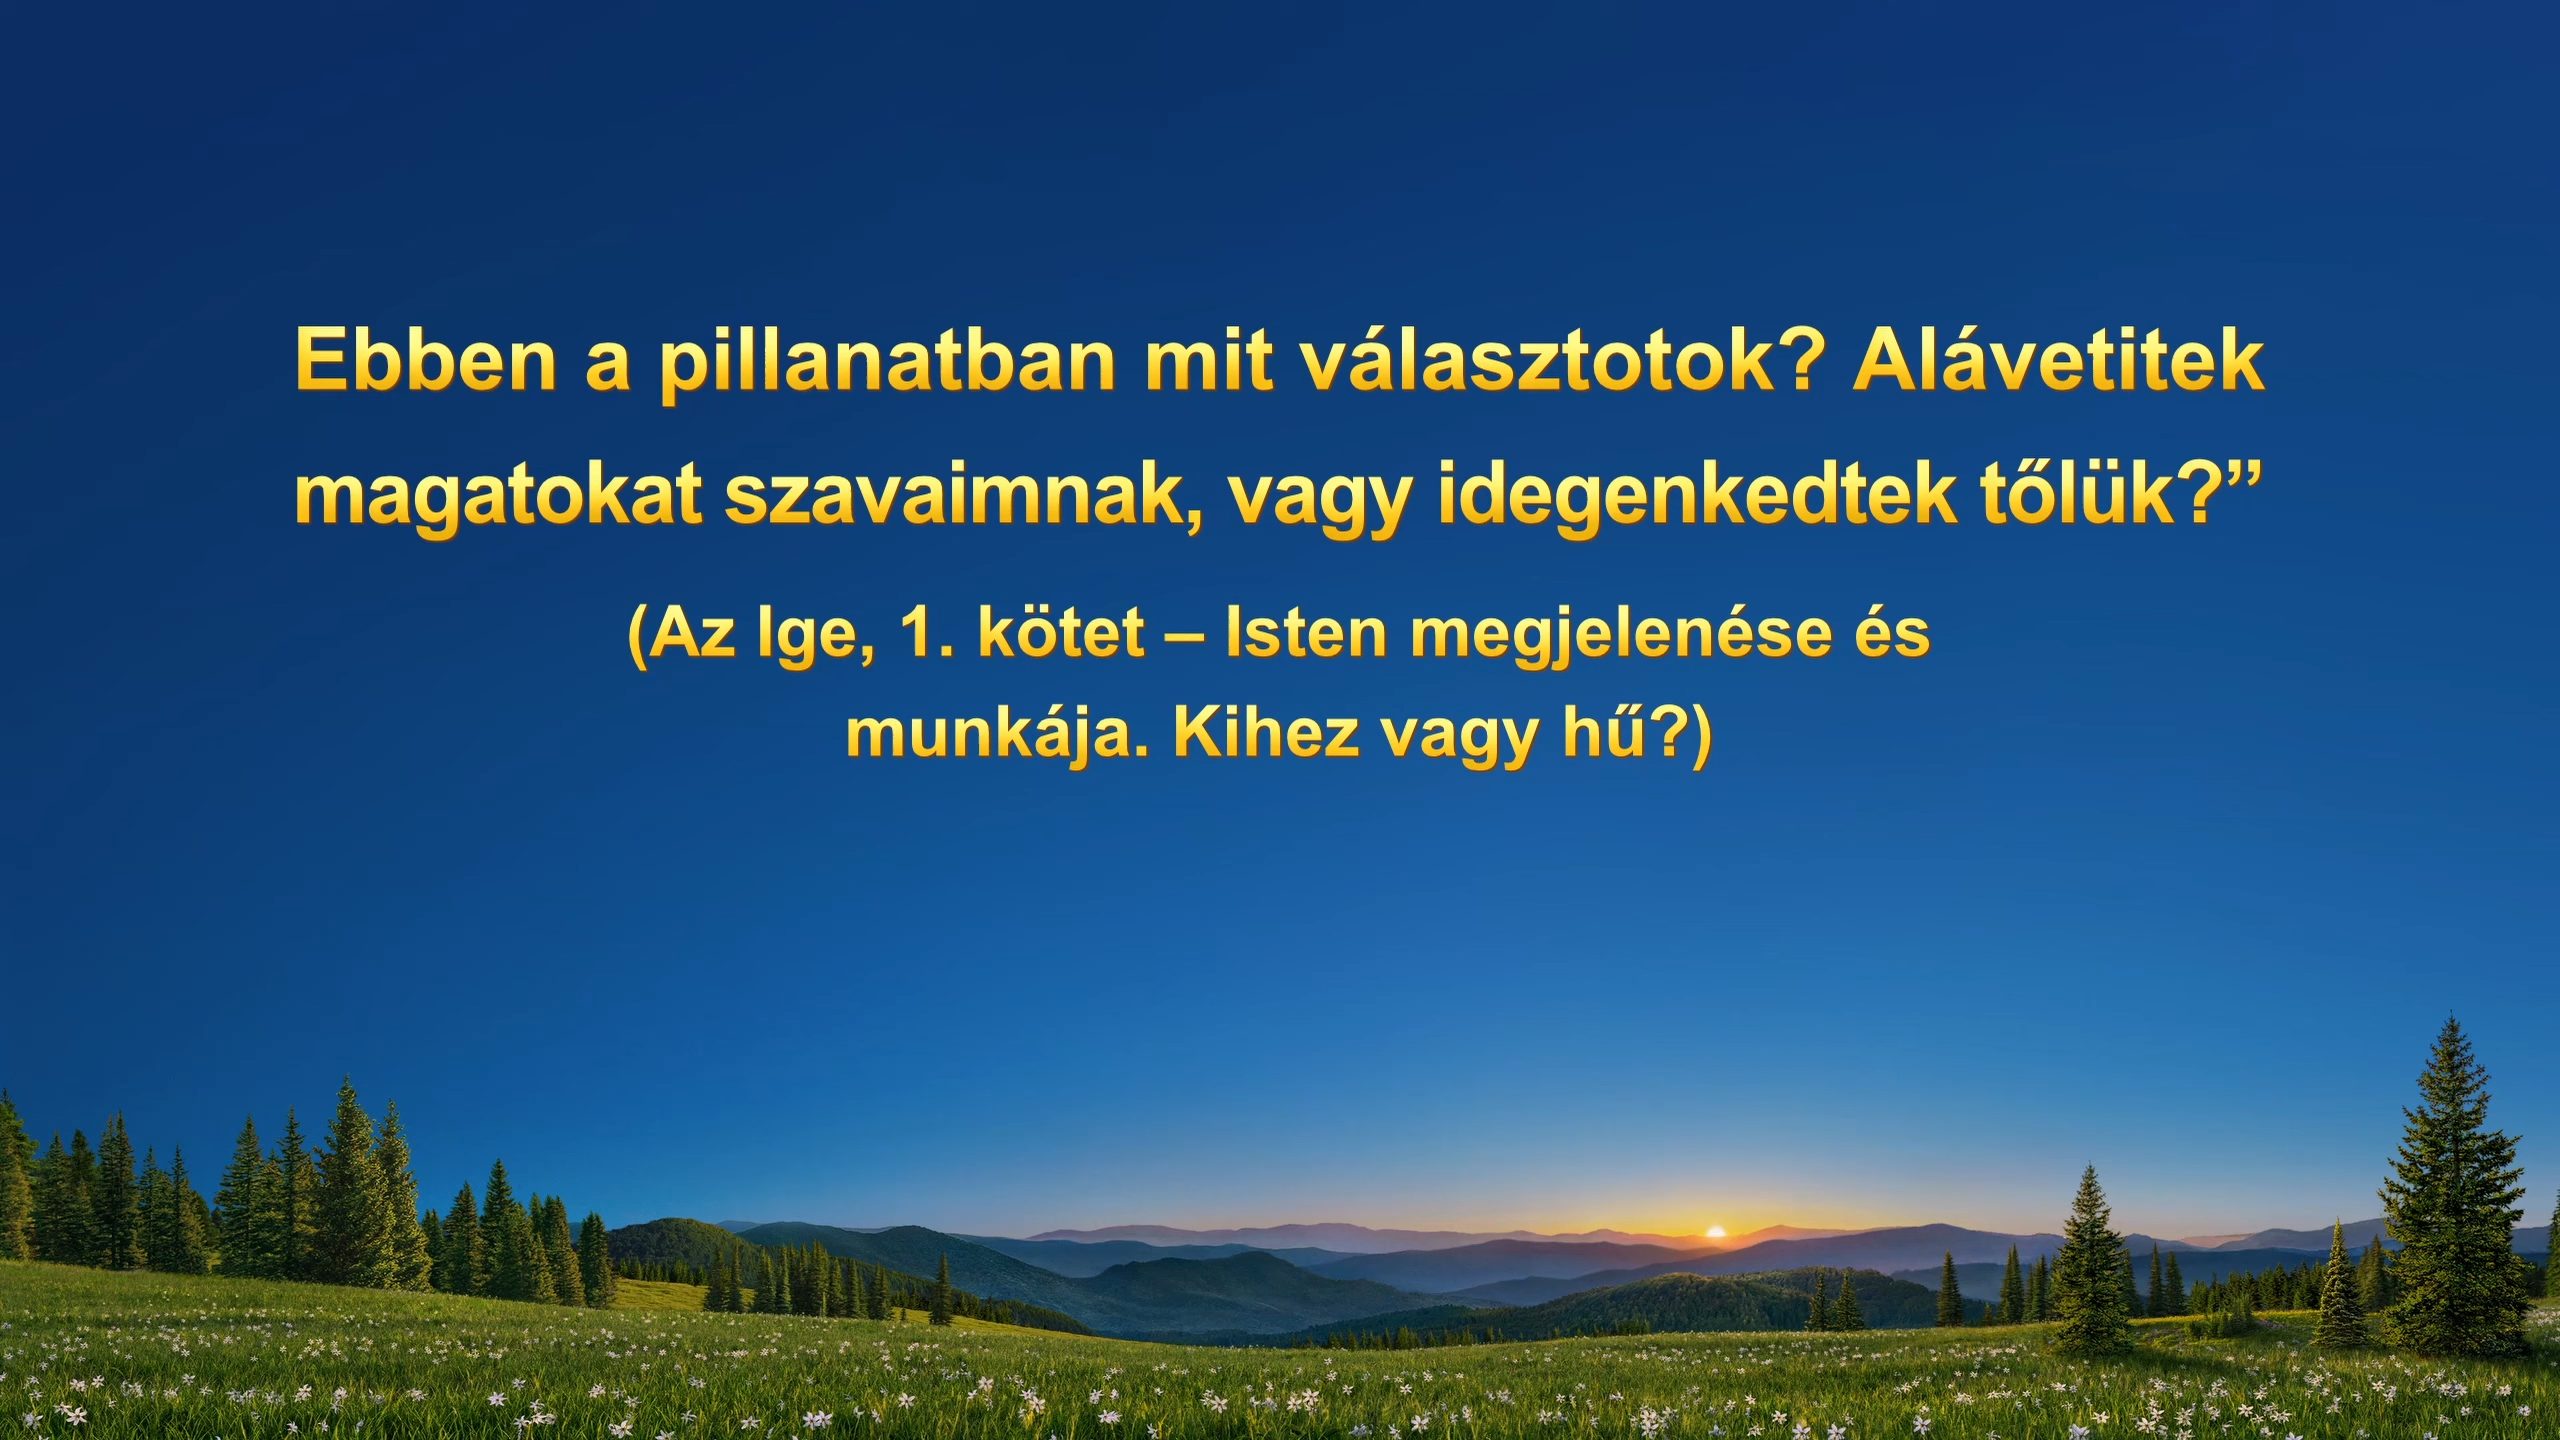 Ebben a pillanatban mit választotok? Alávetitek
magatokat szavaimnak, vagy idegenkedtek tőlük?”
(Az Ige, 1. kötet – Isten megjelenése és
munkája. Kihez vagy hű?)